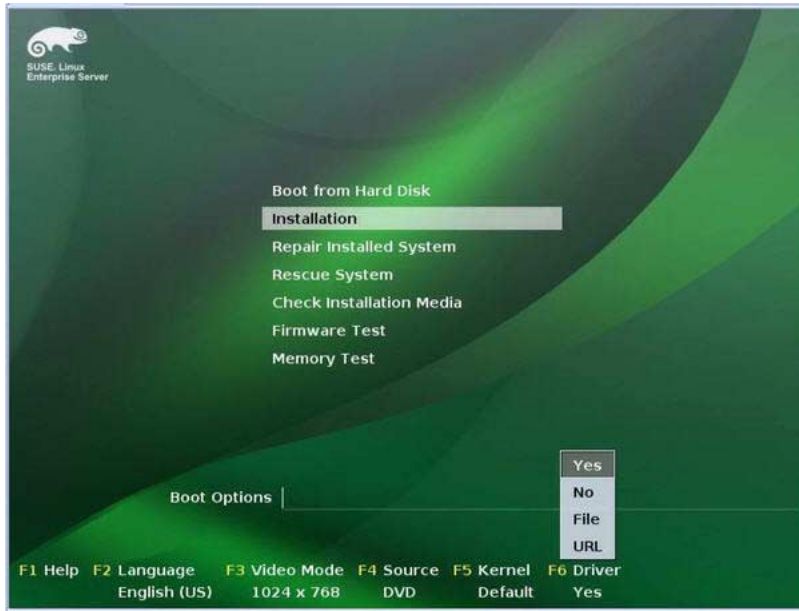 SUSE. Linux
Enterprise Server
Boot from Hard Disk
Installation
Repair Installed System
Rescue System
Check Installation Media
Firmware Test
Memory Test
Boot Options
Yes
No
File
URL
F1 Help F2 Language F3 Video Mode F4 Source F5 Kernel F6 Driver
English (US) 1024 x 768 DVD Default Yes